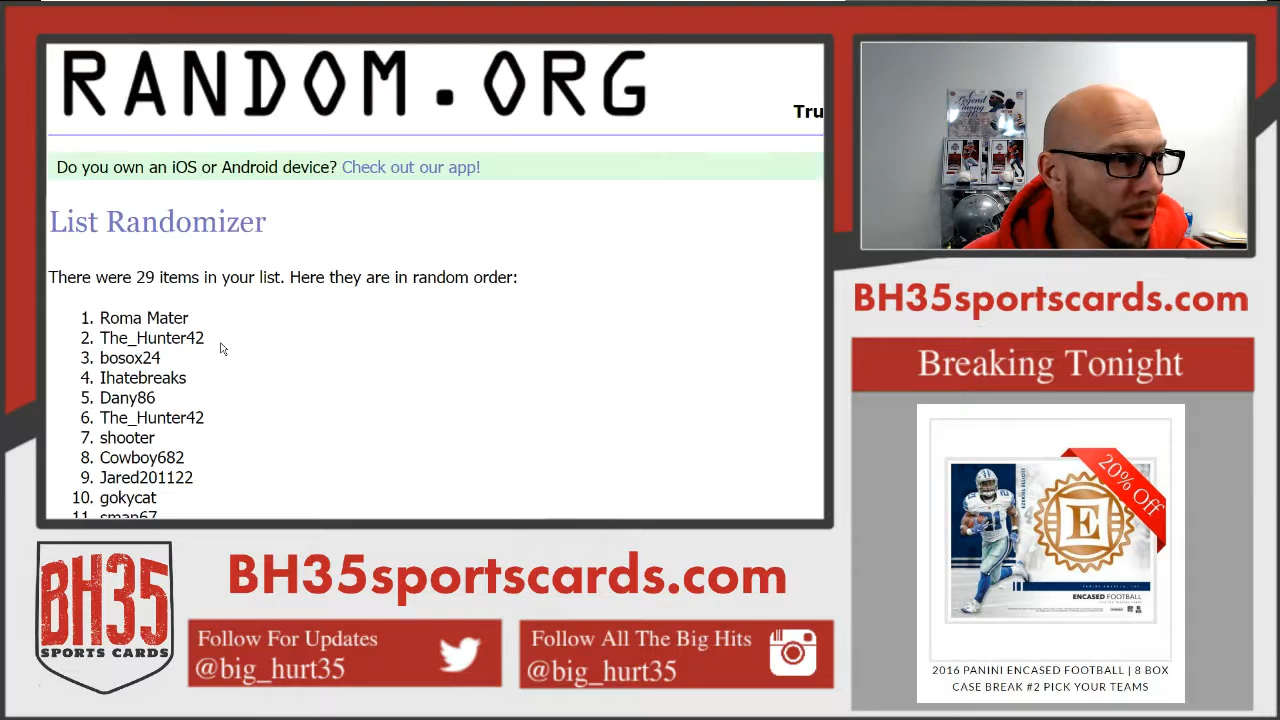 RANDOM.ORG
Tru
Do you own an iOS or Android device? Check out our app!
List Randomizer
There were 29 items in your list. Here they are in random order:
1. Roma Mater
2. The_Hunter42
3. bosox24
4. Ihatebreaks
5. Dany86
6. The_Hunter42
7. shooter
8. Cowboy682
9. Jared201122
10. gokycat
11. sman67
BH35sportscards.com
Breaking Tonight
20% Off
EZEKIEL ELLIOTT
E
ENCASED FOOTBALL
2016 PANINI ENCASED FOOTBALL | 8 BOX
CASE BREAK #2 PICK YOUR TEAMS
BH35
SPORTS CARDS
BH35sportscards.com
Follow For Updates
@big_hurt35
Follow All The Big Hits
@big_hurt35